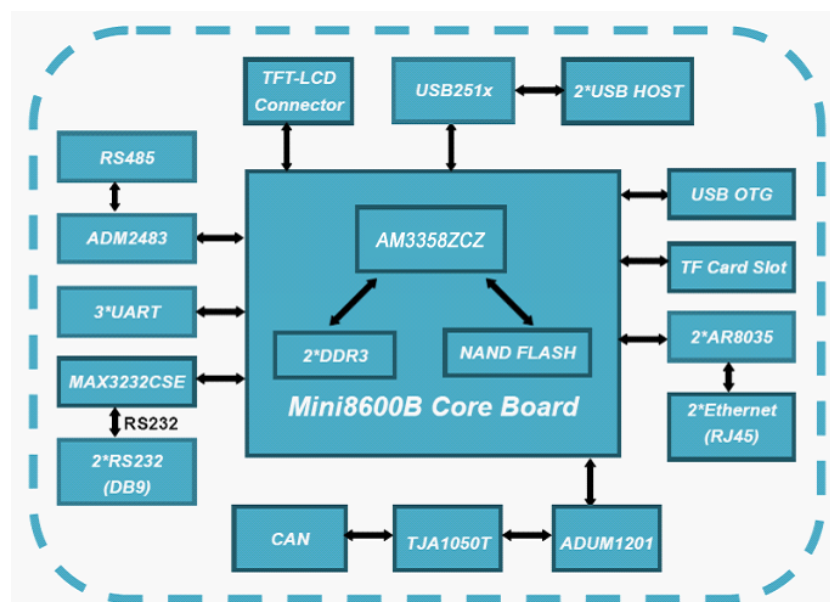 TFT-LCD
Connector
USB251x
2*USB HOST
RS485
ADM2483
3*UART
MAX3232CSE
RS232
2*RS232
(DB9)
AM3358ZCZ
2*DDR3
NAND FLASH
Mini8600B Core Board
USB OTG
TF Card Slot
2*AR8035
2*Ethernet
(RJ45)
CAN
TJA1050T
ADUM1201